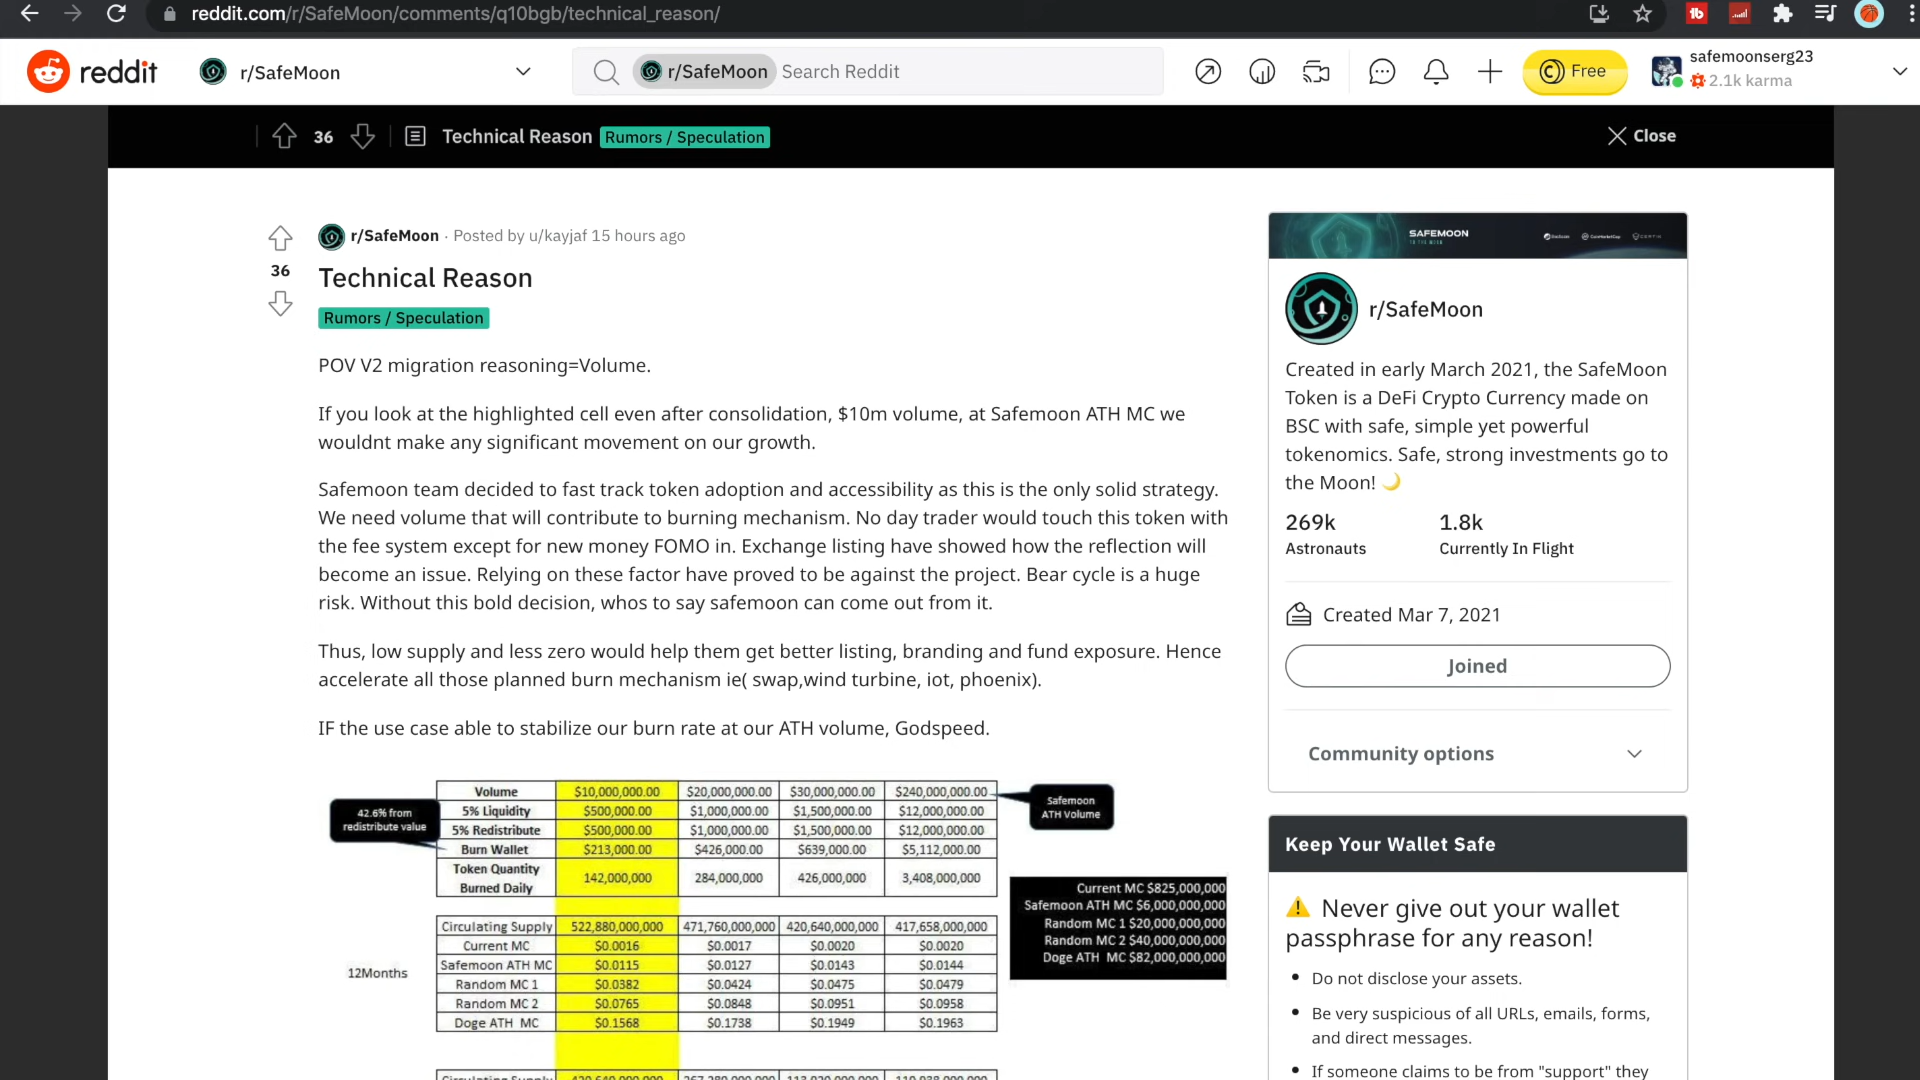 reddit.com/r/SafeMoon/comments/q10bgb/technical_reason/
reddit
r/SafeMoon
r/SafeMoon Search Reddit
Free
safemoonserg23
2.1k karma
36
Technical Reason Rumors / Speculation
Close
r/SafeMoon · Posted by u/kayjaf 15 hours ago
36
Technical Reason
Rumors / Speculation
POV V2 migration reasoning=Volume.
If you look at the highlighted cell even after consolidation, $10m volume, at Safemoon ATH MC we
wouldnt make any significant movement on our growth.
Safemoon team decided to fast track token adoption and accessibility as this is the only solid strategy.
We need volume that will contribute to burning mechanism. No day trader would touch this token with
the fee system except for new money FOMO in. Exchange listing have showed how the reflection will
become an issue. Relying on these factor have proved to be against the project. Bear cycle is a huge
risk. Without this bold decision, whos to say safemoon can come out from it.
Thus, low supply and less zero would help them get better listing, branding and fund exposure. Hence
accelerate all those planned burn mechanism ie( swap,wind turbine, iot, phoenix).
IF the use case able to stabilize our burn rate at our ATH volume, Godspeed.
42.6% from
redistribute value
Volume $10,000,000.00 $20,000,000.00 $30,000,000.00 $240,000,000.00
5% Liquidity $500,000.00 $1,000,000.00 $1,500,000.00 $12,000,000.00
5% Redistribute $500,000.00 $1,000,000.00 $1,500,000.00 $12,000,000.00
Burn Wallet $213,000.00 $426,000.00 $639,000.00 $5,112,000.00
Token Quantity
Burned Daily 142,000,000 284,000,000 426,000,000 3,408,000,000
Safemoon
ATH Volume
Current MC $825,000,000
Safemoon ATH MC $6,000,000,000
Random MC 1 $20,000,000,000
Random MC 2 $40,000,000,000
Doge ATH MC $82,000,000,000
12Months
Circulating Supply 522,880,000,000 471,760,000,000 420,640,000,000 417,658,000,000
Current MC $0.0016 $0.0017 $0.0020 $0.0020
Safemoon ATH MC $0.0115 $0.0127 $0.0143 $0.0144
Random MC 1 $0.0382 $0.0424 $0.0475 $0.0479
Random MC 2 $0.0765 $0.0848 $0.0951 $0.0958
Doge ATH MC $0.1568 $0.1738 $0.1949 $0.1963
Circulating Supply
SAFEMOON
TO THE MOON
r/SafeMoon
Created in early March 2021, the SafeMoon
Token is a DeFi Crypto Currency made on
BSC with safe, simple yet powerful
tokenomics. Safe, strong investments go to
the Moon! 🌙
269k 1.8k
Astronauts Currently In Flight
Created Mar 7, 2021
Joined
Community options
Keep Your Wallet Safe
⚠ Never give out your wallet
passphrase for any reason!
• Do not disclose your assets.
• Be very suspicious of all URLs, emails, forms,
and direct messages.
• If someone claims to be from "support" they